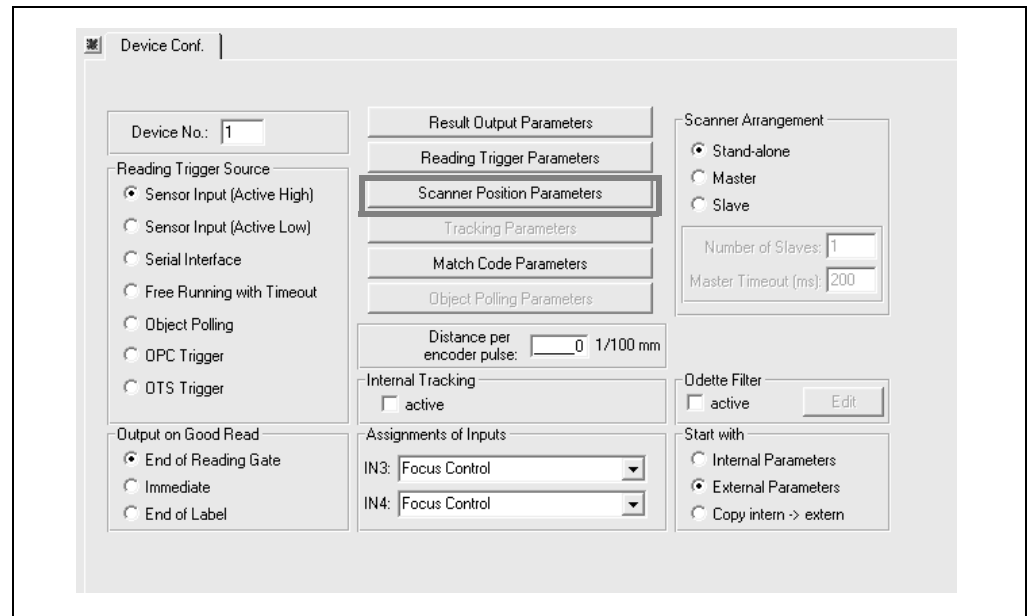 Device Conf.
Device No.: 1
Reading Trigger Source
Sensor Input (Active High)
Sensor Input (Active Low)
Serial Interface
Free Running with Timeout
Object Polling
OPC Trigger
OTS Trigger
Output on Good Read
End of Reading Gate
Immediate
End of Label
Result Output Parameters
Reading Trigger Parameters
Scanner Position Parameters
Tracking Parameters
Match Code Parameters
Object Polling Parameters
Distance per
encoder pulse: _____0 1/100 mm
Internal Tracking
active
Assignments of Inputs
IN3: Focus Control
IN4: Focus Control
Scanner Arrangement
Stand-alone
Master
Slave
Number of Slaves: 1
Master Timeout (ms): 200
Odette Filter
active Edit
Start with
Internal Parameters
External Parameters
Copy intern -> extern